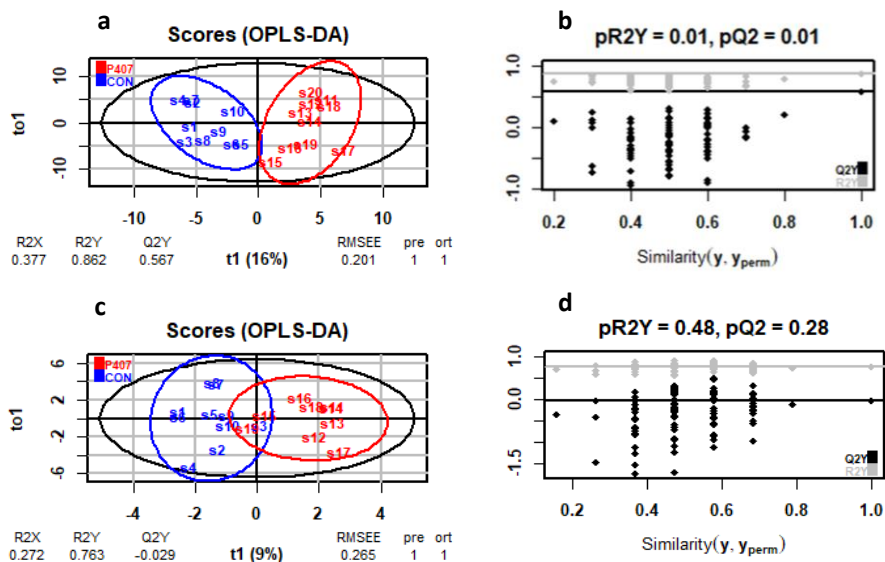 a
Scores (OPLS-DA)
P407
CON
to1
10
0
-10
s10
s1
s9
s3
s8
s20
s13
s11
s18
s16
s19
s15
s17
-10 -5 0 5 10
R2X R2Y Q2Y RMSEE pre ort
0.377 0.862 0.567 t1 (16%) 0.201 1 1
b
pR2Y = 0.01, pQ2 = 0.01
1.0
0.0
-1.0
Q2Y
R2Y
0.2 0.4 0.6 0.8 1.0
Similarity(y, yperm)
c
Scores (OPLS-DA)
P407
CON
to1
6
2
-2
-6
s1
s5
s10
s3
s2
s4
s16
s18
s14
s13
s12
s17
-4 -2 0 2 4
R2X R2Y Q2Y RMSEE pre ort
0.272 0.763 -0.029 t1 (9%) 0.265 1 1
d
pR2Y = 0.48, pQ2 = 0.28
1.0
0.0
-1.5
Q2Y
R2Y
0.2 0.4 0.6 0.8 1.0
Similarity(y, yperm)